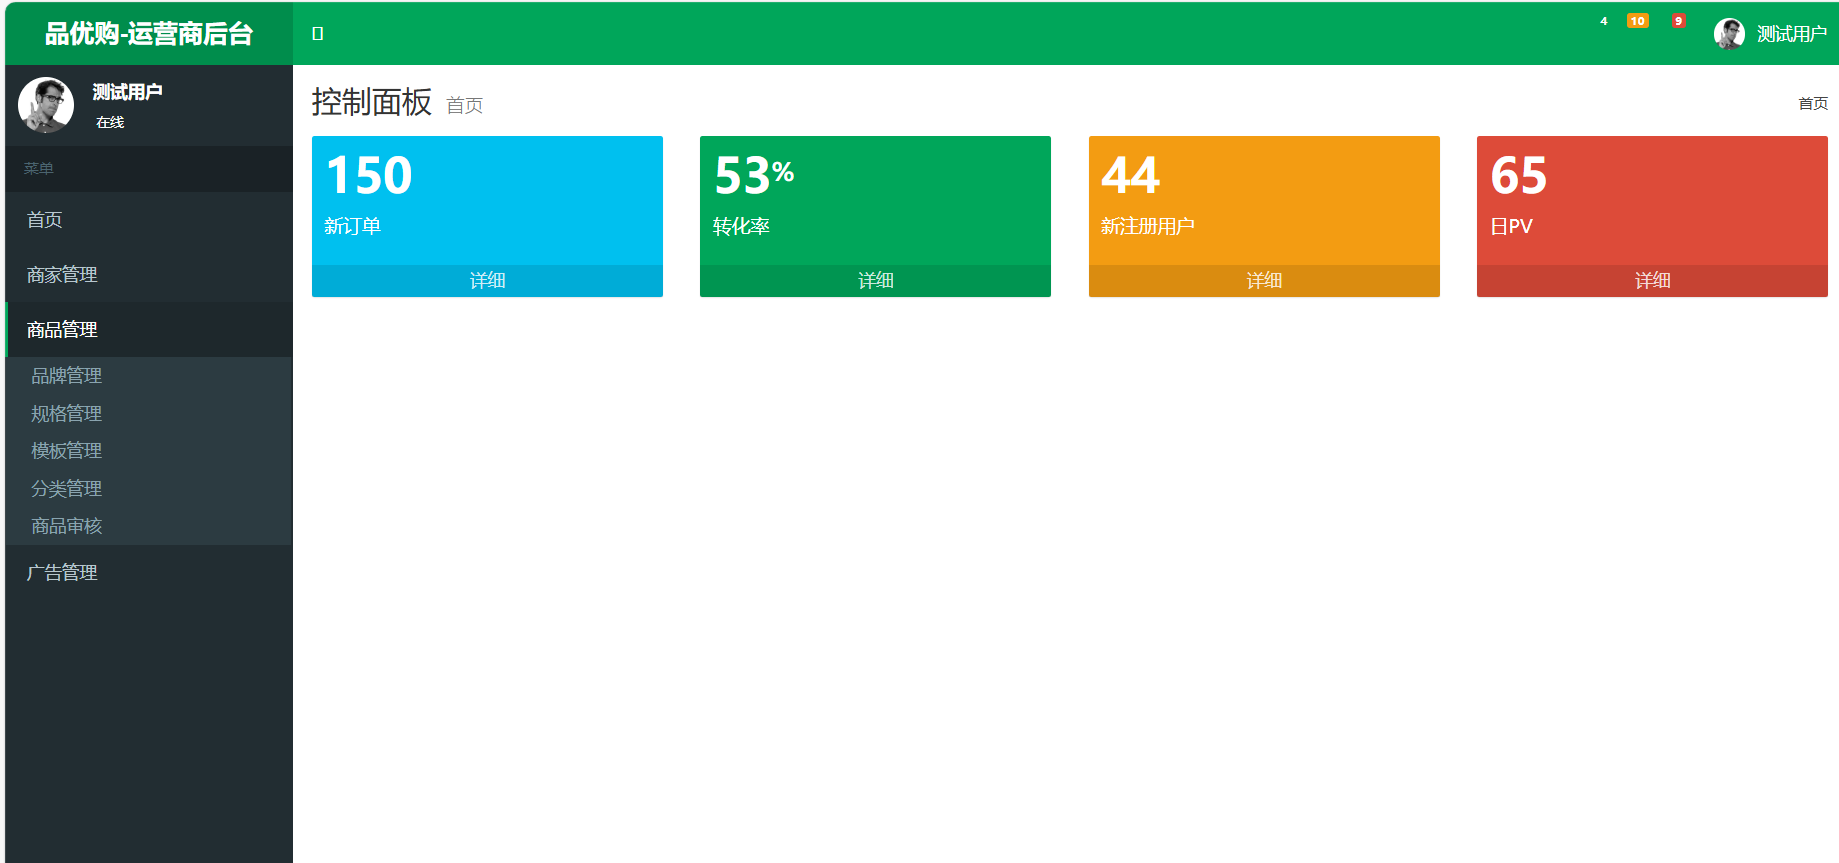 品优购-运营商后台
4
10
9
测试用户
测试用户
在线
菜单
首页
商家管理
商品管理
品牌管理
规格管理
模板管理
分类管理
商品审核
广告管理
控制面板 首页
首页
150
新订单
详细
53%
转化率
详细
44
新注册用户
详细
65
日PV
详细